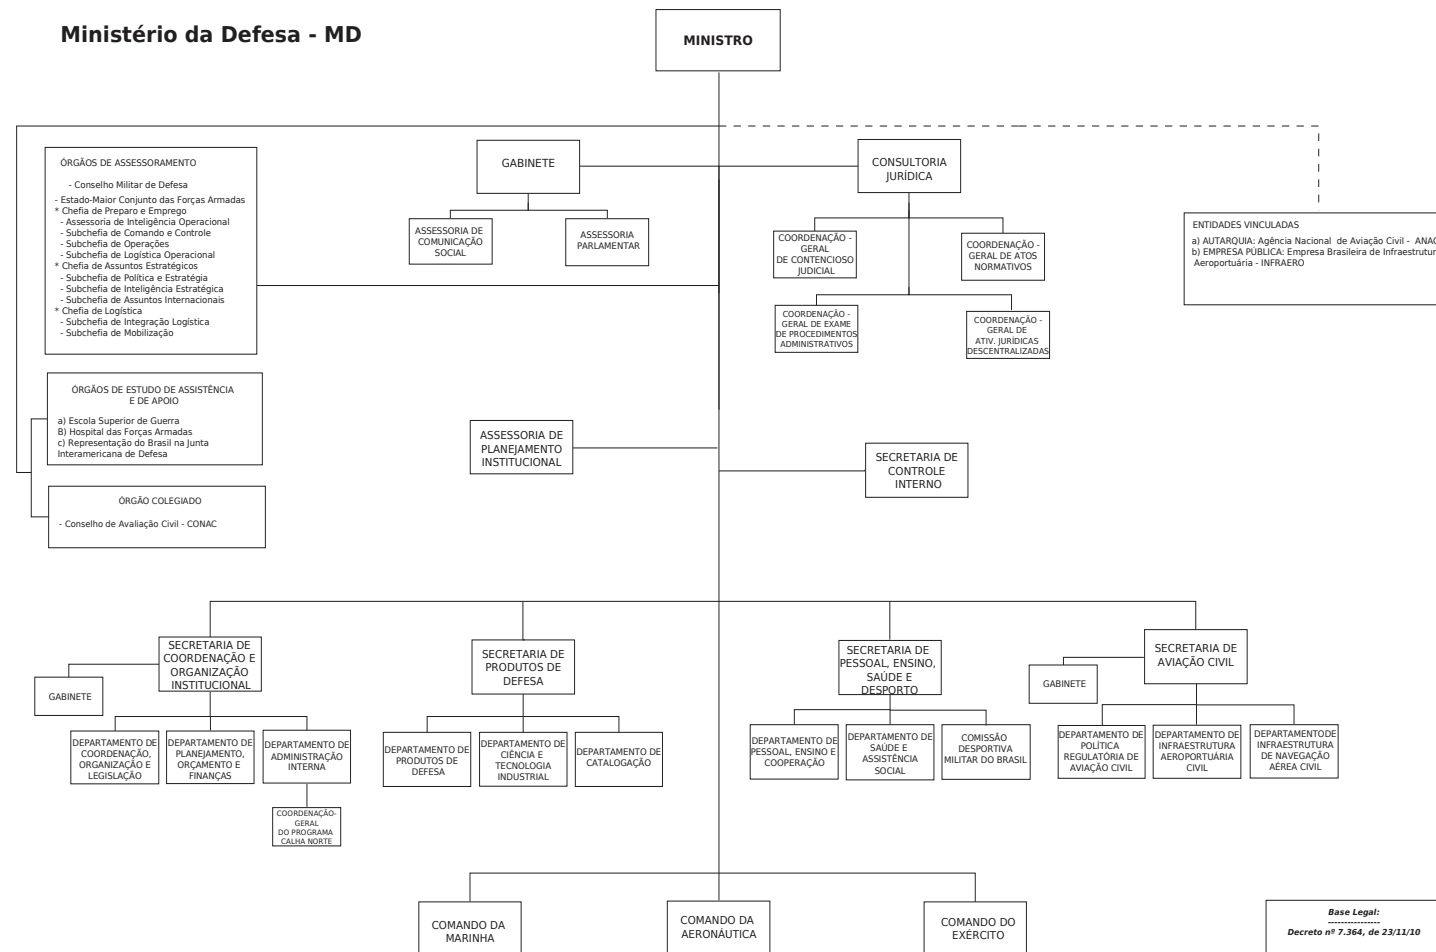 Ministério da Defesa - MD
MINISTRO
ÓRGÃOS DE ASSESSORAMENTO
- Conselho Militar de Defesa
- Estado-Maior Conjunto das Forças Armadas
* Chefia de Preparo e Emprego
- Assessoria de Inteligência Operacional
- Subchefia de Comando e Controle
- Subchefia de Operações
- Subchefia de Logística Operacional
* Chefia de Assuntos Estratégicos
- Subchefia de Política e Estratégia
- Subchefia de Inteligência Estratégica
- Subchefia de Assuntos Internacionais
* Chefia de Logística
- Subchefia de Integração Logística
- Subchefia de Mobilização
GABINETE
ASSESSORIA DE
COMUNICAÇÃO
SOCIAL
ASSESSORIA
PARLAMENTAR
CONSULTORIA
JURÍDICA
COORDENAÇÃO -
GERAL
DE CONTENCIOSO
JUDICIAL
COORDENAÇÃO -
GERAL DE ATOS
NORMATIVOS
COORDENAÇÃO -
GERAL DE EXAME
DE PROCEDIMENTOS
ADMINISTRATIVOS
COORDENAÇÃO -
GERAL DE
ATIV. JURÍDICAS
DESCENTRALIZADAS
ENTIDADES VINCULADAS
a) AUTARQUIA: Agência Nacional de Aviação Civil - ANAC
b) EMPRESA PÚBLICA: Empresa Brasileira de Infraestrutur
Aeroportuária - INFRAERO
ÓRGÃOS DE ESTUDO DE ASSISTÊNCIA
E DE APOIO
a) Escola Superior de Guerra
B) Hospital das Forças Armadas
c) Representação do Brasil na Junta
Interamericana de Defesa
ÓRGÃO COLEGIADO
- Conselho de Avaliação Civil - CONAC
ASSESSORIA DE
PLANEJAMENTO
INSTITUCIONAL
SECRETARIA DE
CONTROLE
INTERNO
SECRETARIA DE
COORDENAÇÃO E
ORGANIZAÇÃO
INSTITUCIONAL
GABINETE
DEPARTAMENTO DE
COORDENAÇÃO,
ORGANIZAÇÃO E
LEGISLAÇÃO
DEPARTAMENTO DE
PLANEJAMENTO,
ORÇAMENTO E
FINANÇAS
DEPARTAMENTO DE
ADMINISTRAÇÃO
INTERNA
COORDENAÇÃO-
GERAL
DO PROGRAMA
CALHA NORTE
SECRETARIA DE
PRODUTOS DE
DEFESA
DEPARTAMENTO DE
PRODUTOS DE
DEFESA
DEPARTAMENTO DE
CIÊNCIA E
TECNOLOGIA
INDUSTRIAL
DEPARTAMENTO DE
CATALOGAÇÃO
SECRETARIA DE
PESSOAL, ENSINO,
SAÚDE E
DESPORTO
DEPARTAMENTO DE
PESSOAL, ENSINO E
COOPERAÇÃO
DEPARTAMENTO DE
SAÚDE E
ASSISTÊNCIA
SOCIAL
COMISSÃO
DESPORTIVA
MILITAR DO BRASIL
SECRETARIA DE
AVIAÇÃO CIVIL
GABINETE
DEPARTAMENTO DE
POLÍTICA
REGULATÓRIA DE
AVIAÇÃO CIVIL
DEPARTAMENTO DE
INFRAESTRUTURA
AEROPORTUÁRIA
CIVIL
DEPARTAMENTODE
INFRAESTRUTURA
DE NAVEGAÇÃO
AÉREA CIVIL
COMANDO DA
MARINHA
COMANDO DA
AERONÁUTICA
COMANDO DO
EXÉRCITO
Base Legal:
----------------
Decreto nº 7.364, de 23/11/10